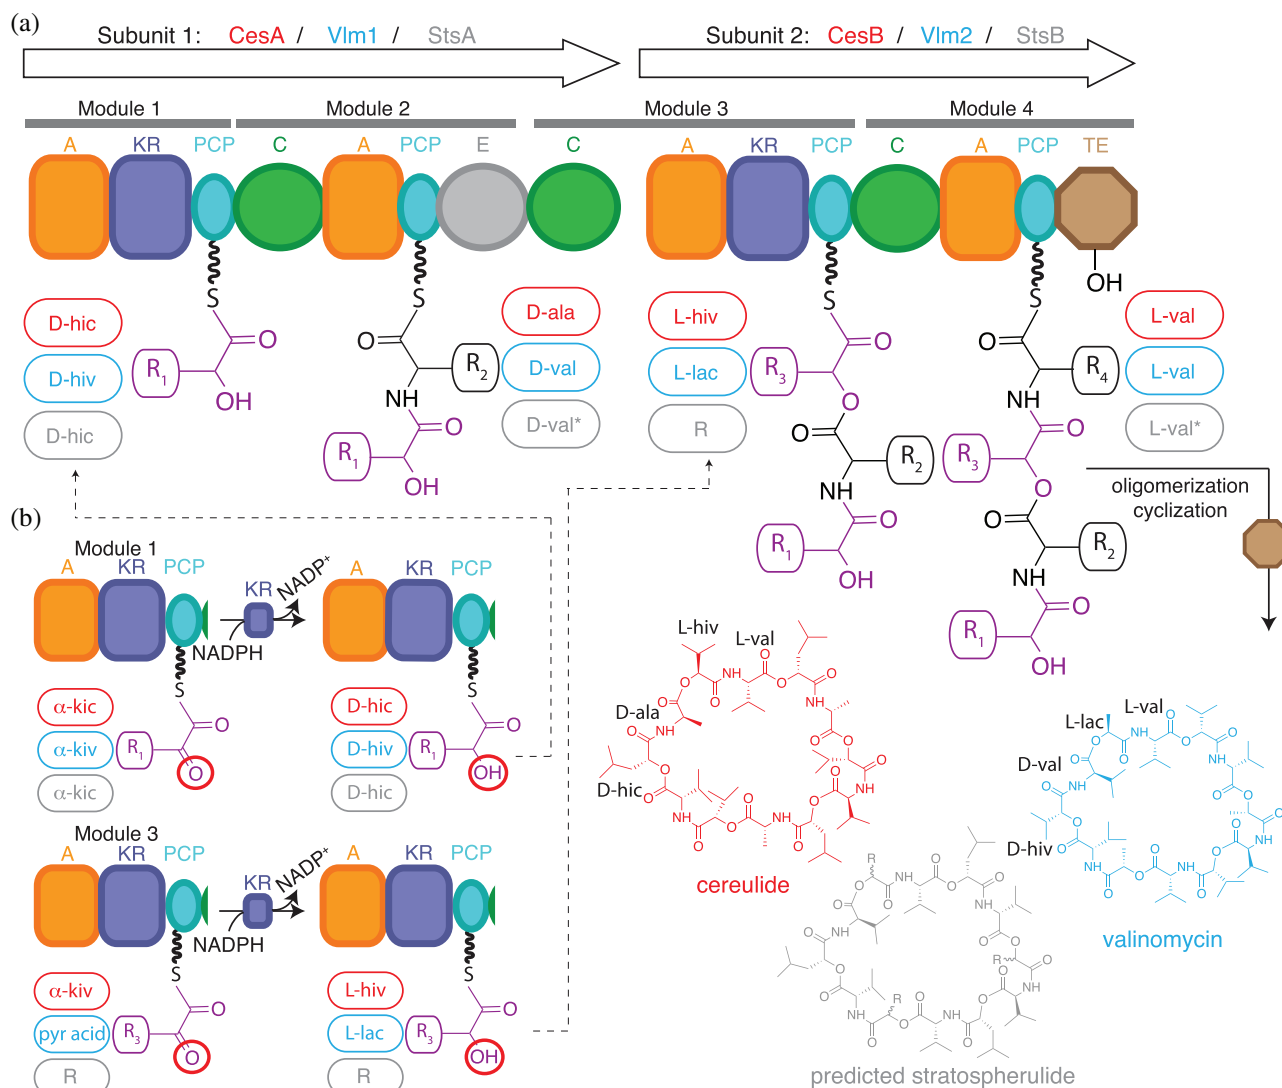 (a)
Subunit 1: CesA / Vlm1 / StsA
Subunit 2: CesB / Vlm2 / StsB
Module 1
Module 2
Module 3
Module 4
A KR PCP C A PCP E C A KR PCP C A PCP TE
OH
S
S
S
S
D-hic
D-hiv
D-hic
R1
O
OH
O
R2
NH
O
R1
OH
D-ala
D-val
D-val*
L-hiv
L-lac
R
R3
O
O
O
R2
NH
O
R1
OH
O
R4
NH
O
R3
O
O
R2
NH
O
R1
OH
L-val
L-val
L-val*
oligomerization
cyclization
(b)
Module 1
A KR PCP
KR
NADP+
NADPH
A KR PCP
S
S
α-kic
α-kiv
α-kic
R1
O
O
D-hic
D-hiv
D-hic
R1
O
OH
Module 3
A KR PCP
KR
NADP+
NADPH
A KR PCP
S
S
α-kiv
pyr acid
R
R3
O
O
L-hiv
L-lac
R
R3
O
OH
L-hiv
L-val
D-ala
D-hic
cereulide
L-lac
L-val
D-val
D-hiv
valinomycin
R
R
R
predicted stratospherulide